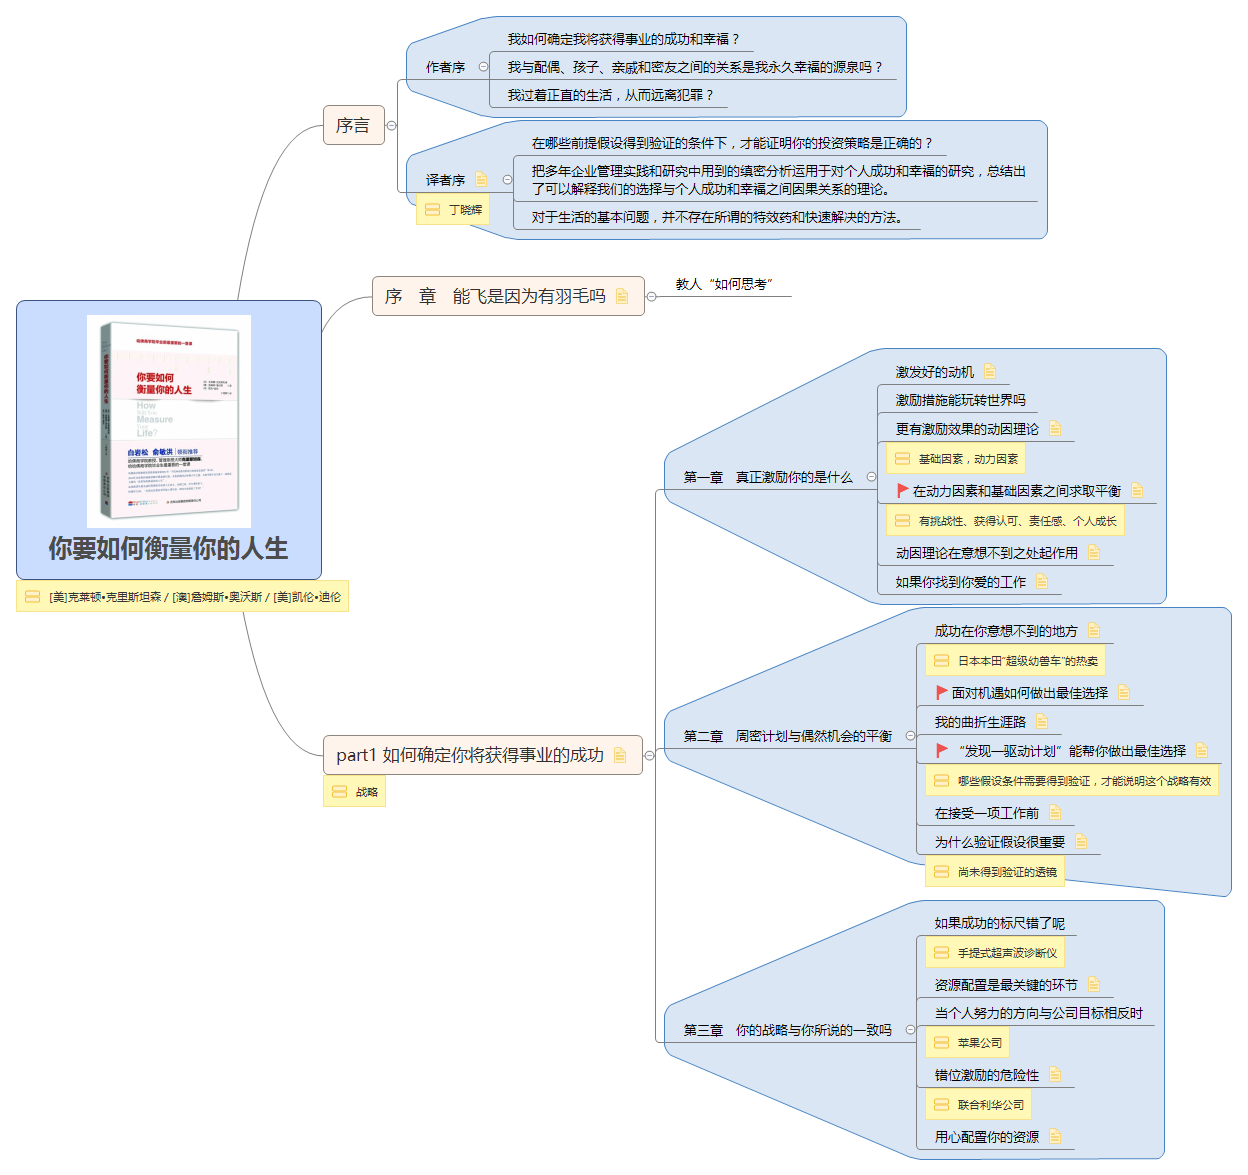 我如何确定我将获得事业的成功和幸福？
作者序
我与配偶、孩子、亲戚和密友之间的关系是我永久幸福的源泉吗？
我过着正直的生活，从而远离犯罪？
序言
在哪些前提假设得到验证的条件下，才能证明你的投资策略是正确的？
译者序
把多年企业管理实践和研究中用到的缜密分析运用于对个人成功和幸福的研究，总结出
了可以解释我们的选择与个人成功和幸福之间因果关系的理论。
丁晓辉
对于生活的基本问题，并不存在所谓的特效药和快速解决的方法。
序　章　能飞是因为有羽毛吗
教人“如何思考”
你要如何
衡量你的人生
How
Will You
Measure
Your
Life?
白岩松 俞敏洪
你要如何衡量你的人生
[美]克莱顿•克里斯坦森 / [澳]詹姆斯•奥沃斯 / [美]凯伦•迪伦
part1 如何确定你将获得事业的成功
战略
第一章　真正激励你的是什么
激发好的动机
激励措施能玩转世界吗
更有激励效果的动因理论
基础因素，动力因素
在动力因素和基础因素之间求取平衡
有挑战性、获得认可、责任感、个人成长
动因理论在意想不到之处起作用
如果你找到你爱的工作
第二章　周密计划与偶然机会的平衡
成功在你意想不到的地方
日本本田“超级幼兽车”的热卖
面对机遇如何做出最佳选择
我的曲折生涯路
“发现—驱动计划”能帮你做出最佳选择
哪些假设条件需要得到验证，才能说明这个战略有效
在接受一项工作前
为什么验证假设很重要
尚未得到验证的透镜
第三章　你的战略与你所说的一致吗
如果成功的标尺错了呢
手提式超声波诊断仪
资源配置是最关键的环节
当个人努力的方向与公司目标相反时
苹果公司
错位激励的危险性
联合利华公司
用心配置你的资源